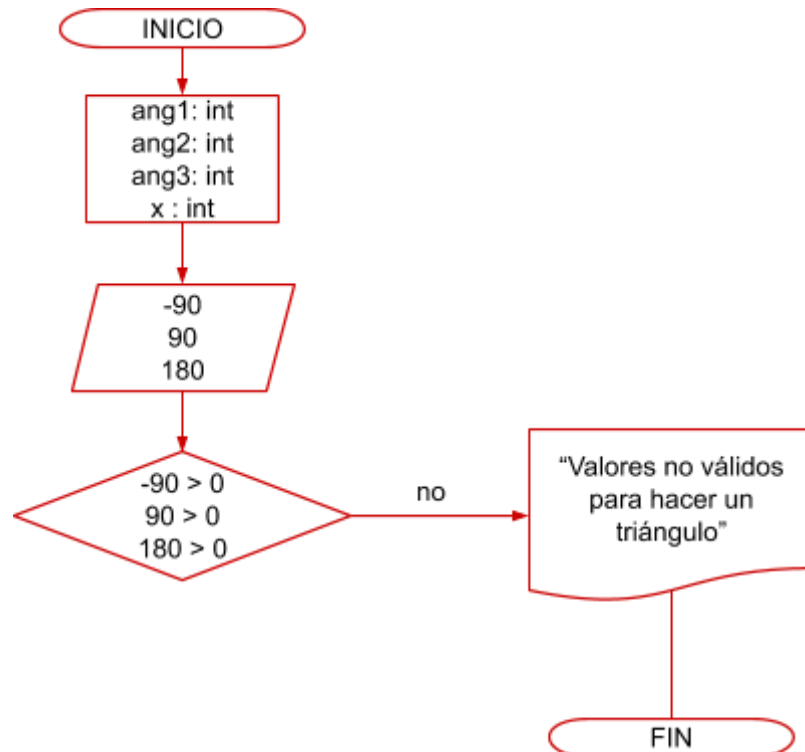 INICIO
ang1: int
ang2: int
ang3: int
x : int
-90
90
180
-90 > 0
90 > 0
180 > 0
no
“Valores no válidos
para hacer un
triángulo”
FIN